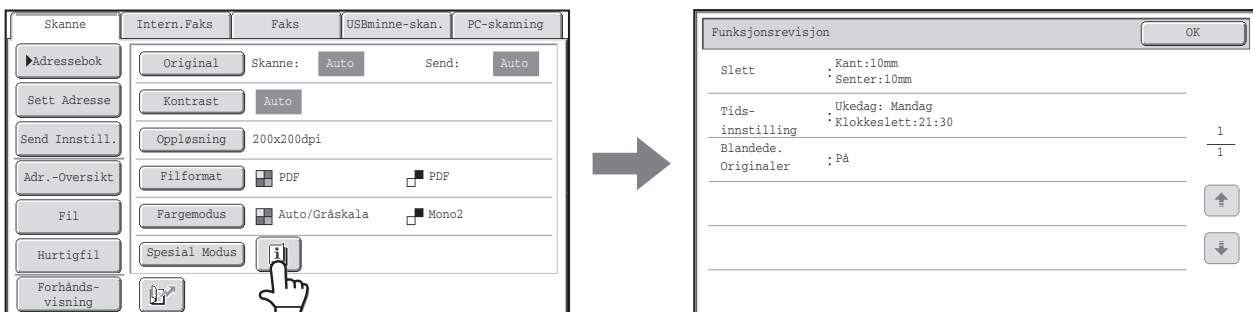 Skanne Intern.Faks Faks USBminne-skan. PC-skanning
Adressebok
Original Skanne: Auto Send: Auto
Sett Adresse
Kontrast Auto
Send Innstill.
Oppløsning 200x200dpi
Adr.-Oversikt
Filformat PDF PDF
Fil
Fargemodus Auto/Gråskala Mono2
Hurtigfil
Spesial Modus
Forhånds-
visning
Funksjonsrevisjon OK
Slett :Kant:10mm
Senter:10mm
Tids-
innstilling :Ukedag: Mandag
Klokkeslett:21:30
Blandede.
Originaler :På
1
1